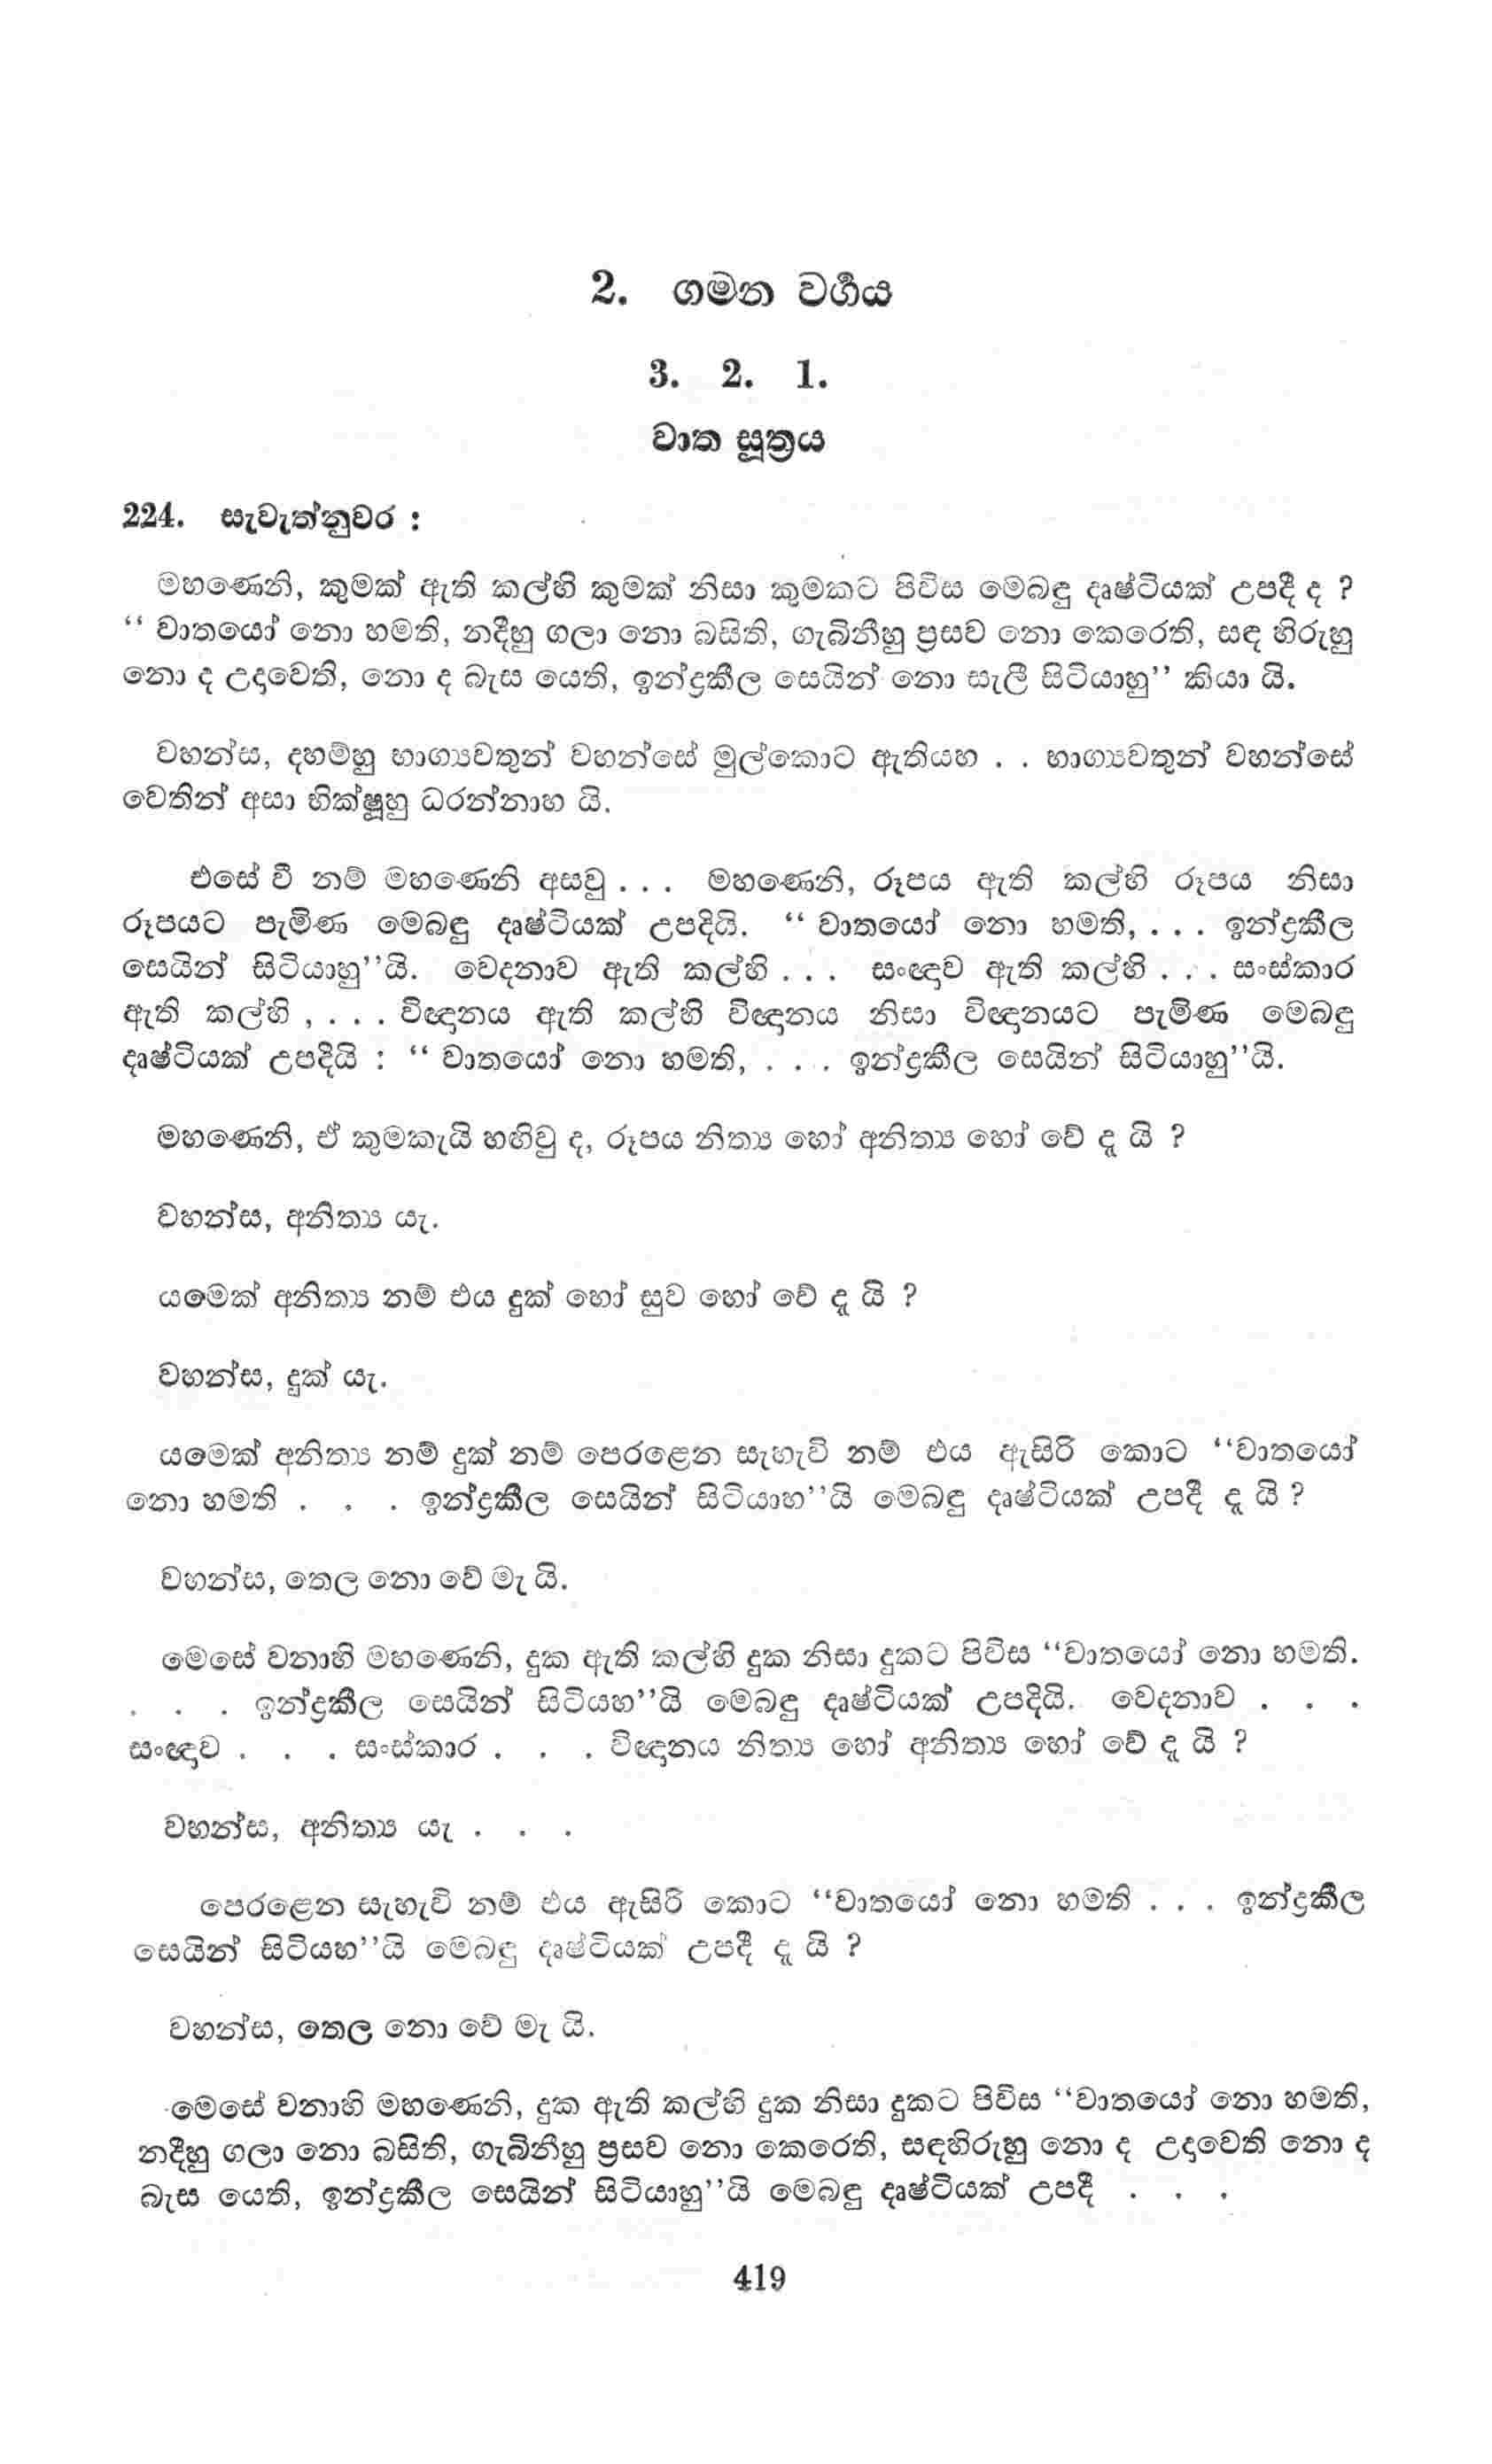 2. ගමන වර්‍ගය
3. 2. 1.
වාත සූත්‍රය
224. සැවැත්නුවර :
මහණෙනි, කුමක් ඇති කල්හි කුමක් නිසා කුමකට පිවිස මෙබඳු දෘෂ්ටියක් උපදී ද ?
“ වාතයෝ නො හමති, නදීහු ගලා නො බසිති, ගැබිනීහු ප්‍රසව නො කෙරෙති, සඳ හිරුහු
නො ද උදාවෙති, නො ද බැස යෙති, ඉන්ද්‍රකීල සෙයින් නො සැලී සිටියාහු’’ කියා යි.
වහන්ස, දහම්හු භාග්‍යවතුන් වහන්සේ මුල්කොට ඇතියහ . . භාග්‍යවතුන් වහන්සේ
වෙතින් අසා භික්ෂූහු ධරන්නාහ යි.
එසේ වී නම් මහණෙනි අසවු . . . මහණෙනි, රූපය ඇති කල්හි රූපය නිසා
රූපයට පැමිණ මෙබඳු දෘෂ්ටියක් උපදියි. “ වාතයෝ නො හමති, . . . ඉන්ද්‍රකීල
සෙයින් සිටියාහු’’යි. වෙදනාව ඇති කල්හි . . . සංඥාව ඇති කල්හි . . . සංස්කාර
ඇති කල්හි , . . . විඥානය ඇති කල්හි විඥානය නිසා විඥානයට පැමිණ මෙබඳු
දෘෂ්ටියක් උපදියි : “ වාතයෝ නො හමති, . . . ඉන්ද්‍රකීල සෙයින් සිටියාහු’’යි.
මහණෙනි, ඒ කුමකැයි හඟිවු ද, රූපය නිත්‍ය හෝ අනිත්‍ය හෝ වේ දැ යි ?
වහන්ස, අනිත්‍ය යැ.
යමෙක් අනිත්‍ය නම් එය දුක් හෝ සුව හෝ වේ දැ යි ?
වහන්ස, දුක් යැ.
යමෙක් අනිත්‍ය නම් දුක් නම් පෙරළෙන සැහැවි නම් එය ඇසිරි කොට “වාතයෝ
නො හමති . . . ඉන්ද්‍රකීල සෙයින් සිටියාහ’’යි මෙබඳු දෘෂ්ටියක් උපදී දැ යි ?
වහන්ස, තෙල නො වේ මැ යි.
මෙසේ වනාහි මහණෙනි, දුක ඇති කල්හි දුක නිසා දුකට පිවිස “වාතයෝ නො හමති.
. . . ඉන්ද්‍රකීල සෙයින් සිටියහ’’යි මෙබඳු දෘෂ්ටියක් උපදියි. වෙදනාව . . .
සංඥාව . . . සංස්කාර . . . විඥානය නිත්‍ය හෝ අනිත්‍ය හෝ වේ දැ යි ?
වහන්ස, අනිත්‍ය යැ . . .
පෙරළෙන සැහැවි නම් එය ඇසිරි කොට “වාතයෝ නො හමති . . . ඉන්ද්‍රකීල
සෙයින් සිටියහ’’යි මෙබඳු දෘෂ්ටියක් උපදී දැ යි ?
වහන්ස, තෙල නො වේ මැ යි.
මෙසේ වනාහි මහණෙනි, දුක ඇති කල්හි දුක නිසා දුකට පිවිස “වාතයෝ නො හමති,
නදීහු ගලා නො බසිති, ගැබිනීහු ප්‍රසව නො කෙරෙති, සඳහිරුහු නො ද උදාවෙති නො ද
බැස යෙති, ඉන්ද්‍රකීල සෙයින් සිටියාහු’’යි මෙබඳු දෘෂ්ටියක් උපදී . . .
419